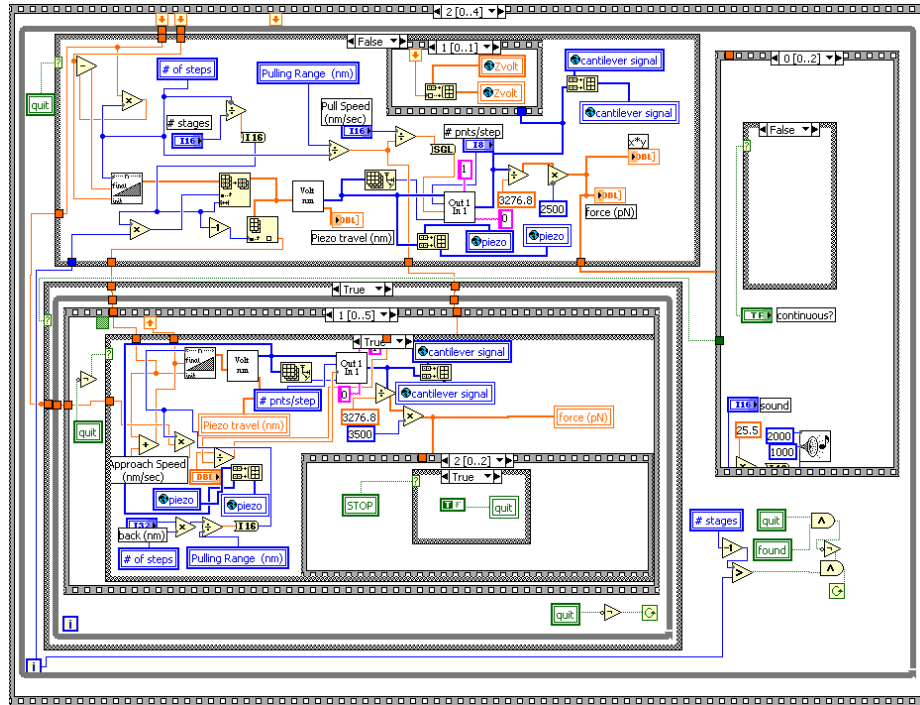 2 [0..4]
False
1 [0..1]
0 [0..2]
# of steps
Pulling Range (nm)
Zvolt
Zvolt
cantilever signal
cantilever signal
quit
# stages
I16
I16
Pull Speed
(nm/sec)
I16
SGL
# pnts/step
I8
1
x*y
DBL]
False
n
final
init
Volt
nm
Out 1
In 1
3276.8
2500
0
DBL]
force (pN)
DBL]
Piezo travel (nm)
piezo
piezo
True
TF
continuous?
1 [0..5]
True
cantilever signal
n
final
init
Volt
nm
Out 1
In 1
# pnts/step
0
cantilever signal
quit
Piezo travel (nm)
3276.8
3500
force (pN)
I16
sound
25.5
2000
1000
Approach Speed
(nm/sec)
DBL
piezo
piezo
2 [0..2]
True
STOP
T F
quit
I32
back (nm)
I16
# of steps
Pulling Range (nm)
# stages
quit
found
-1
>
quit
i
i